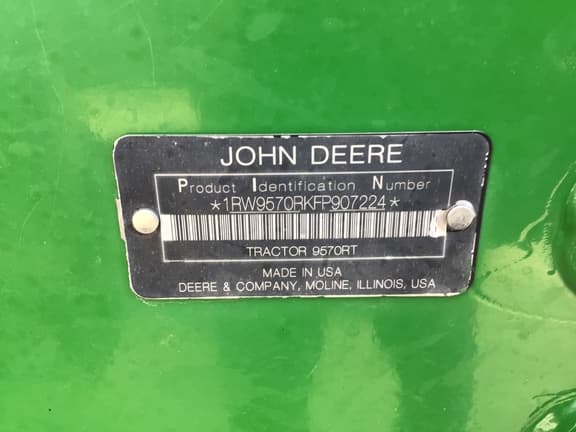 JOHN DEERE
Product Identification Number
*1RW9570RKFP907224*
TRACTOR 9570RT
MADE IN USA
DEERE & COMPANY, MOLINE, ILLINOIS, USA